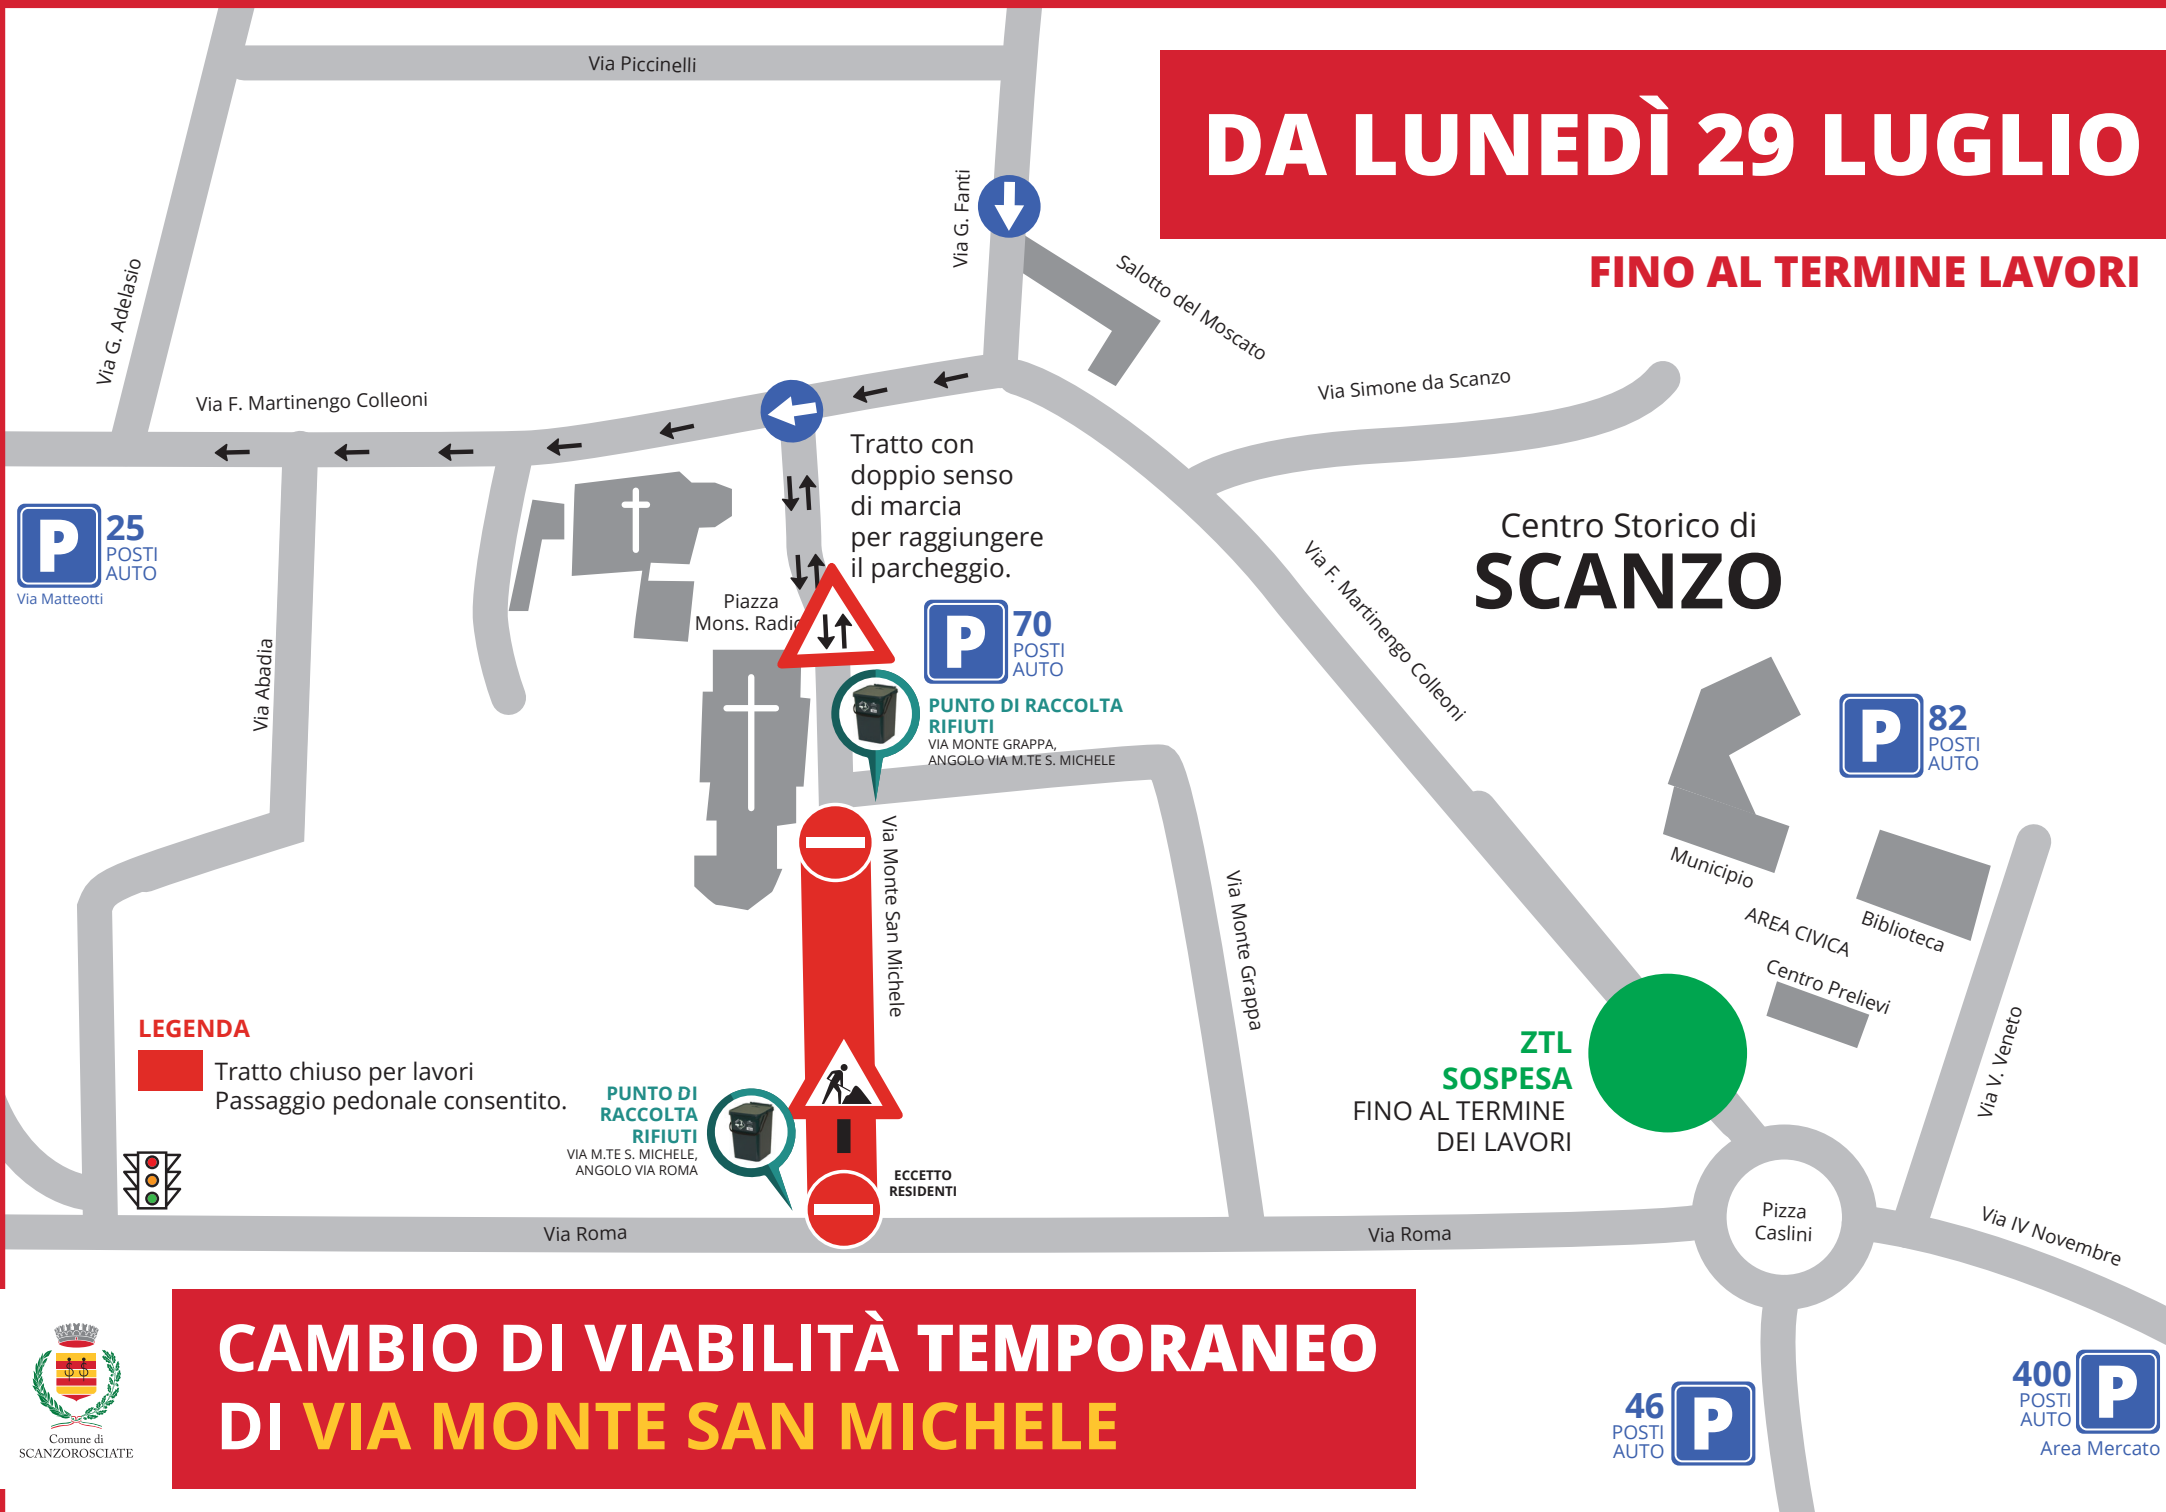 DA LUNEDÌ 29 LUGLIO
FINO AL TERMINE LAVORI
Via Piccinelli
Via G. Fanti
Salotto del Moscato
Via G. Adelasio
Via F. Martinengo Colleoni
Via Simone da Scanzo
Tratto con
doppio senso
di marcia
per raggiungere
il parcheggio.
Centro Storico di
SCANZO
P
25
POSTI
AUTO
Via Matteotti
Via Abadia
Piazza
Mons. Radic
P
70
POSTI
AUTO
PUNTO DI RACCOLTA
RIFIUTI
VIA MONTE GRAPPA,
ANGOLO VIA M.TE S. MICHELE
Via F. Martinengo Colleoni
P
82
POSTI
AUTO
Municipio
Biblioteca
AREA CIVICA
Centro Prelievi
Via Monte San Michele
Via Monte Grappa
Via V. Veneto
LEGENDA
Tratto chiuso per lavori
Passaggio pedonale consentito.
PUNTO DI
RACCOLTA
RIFIUTI
VIA M.TE S. MICHELE,
ANGOLO VIA ROMA
ECCETTO
RESIDENTI
ZTL
SOSPESA
FINO AL TERMINE
DEI LAVORI
Via Roma
Via Roma
Pizza
Caslini
Via IV Novembre
CAMBIO DI VIABILITÀ TEMPORANEO
DI VIA MONTE SAN MICHELE
Comune di
SCANZOROSCIATE
46
POSTI
AUTO
P
400
POSTI
AUTO
P
Area Mercato